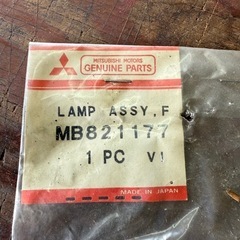 MITSUBISHI MOTORS
GENUINE PARTS
LAMP ASSY, F
MB821177
1 PC V1
MADE IN JAPAN